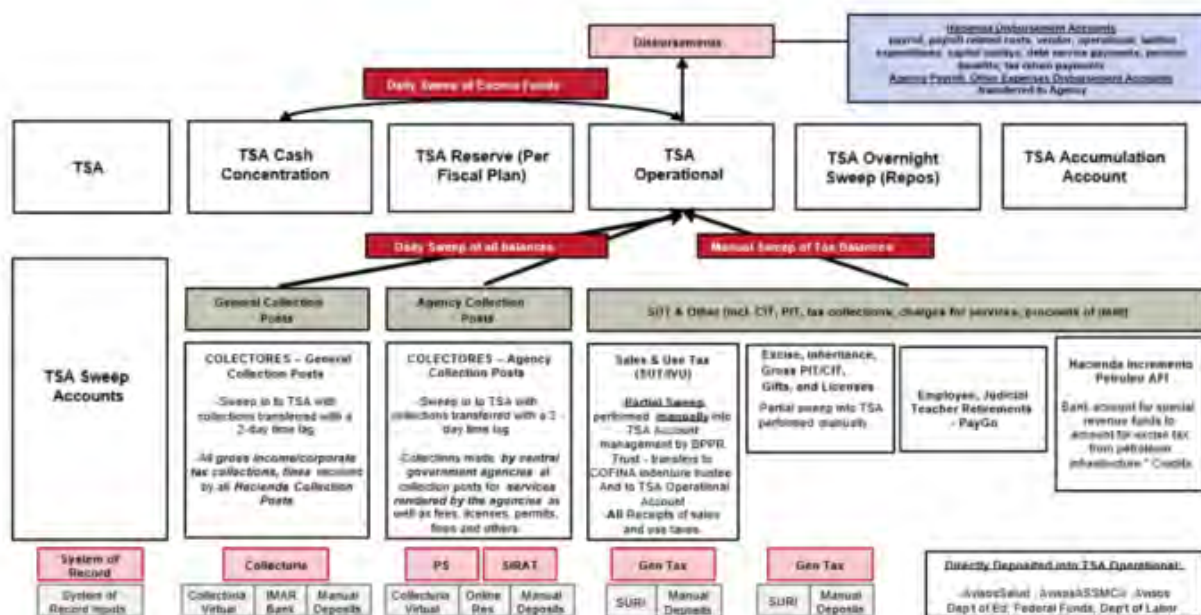 Disbursements
Hacienda Disbursement Accounts
payroll, payroll related costs, vendor, operational, welfare
expenditures, capital outlays, debt service payments, pension
benefits, tax return payments
Agency Payroll, Other Expenses Disbursement Accounts
transferred to Agency
Daily Sweep of Excess Funds
TSA
TSA Cash
Concentration
TSA Reserve (Per
Fiscal Plan)
TSA
Operational
TSA Overnight
Sweep (Repos)
TSA Accumulation
Account
Daily Sweep of all balances
Manual Sweep of Tax Balances
TSA Sweep
Accounts
General Collection
Posts
Agency Collection
Posts
SUT & Other (incl. CIT, PIT, tax collections, charges for services, proceeds of debt)
COLECTORES – General
Collection Posts
-Sweep in to TSA with
collections transferred with a
2-day time lag
-All gross income/corporate
tax collections, fines received
by all Hacienda Collection
Posts
COLECTORES – Agency
Collection Posts
-Sweep in to TSA with
collections transferred with a 2-
day time lag
-Collections made by central
government agencies at
collection posts for services
rendered by the agencies as
well as fees, licenses, permits,
fines and others.
Sales & Use Tax
(SUT/IVU)
Partial Sweep
performed manually into
TSA Account
management by BPPR
Trust - transfers to
COFINA indenture trustee
And to TSA Operational
Account
-All Receipts of sales
and use taxes
Excise, Inheritance,
Gross PIT/CIT,
Gifts, and Licenses
Partial sweep into TSA
performed manually
Employee, Judicial
Teacher Retirements
- PayGo
Hacienda Incremento
Petroleo API
Bank account for special
revenue funds to
account for excise tax
from petroleum
infrastructure " Credits
System of
Record
Colecturia
PS
SIRAT
Gen Tax
Gen Tax
System of
Record Inputs
Colecturia
Virtual
IMAR
Bank
Manual
Deposits
Colecturia
Virtual
Online
Res
Manual
Deposits
SURI
Manual
Deposits
SURI
Manual
Deposits
Directly Deposited into TSA Operational:
-AvisosSalud
Dept of Ed, Federal Funds, Dept of Labor